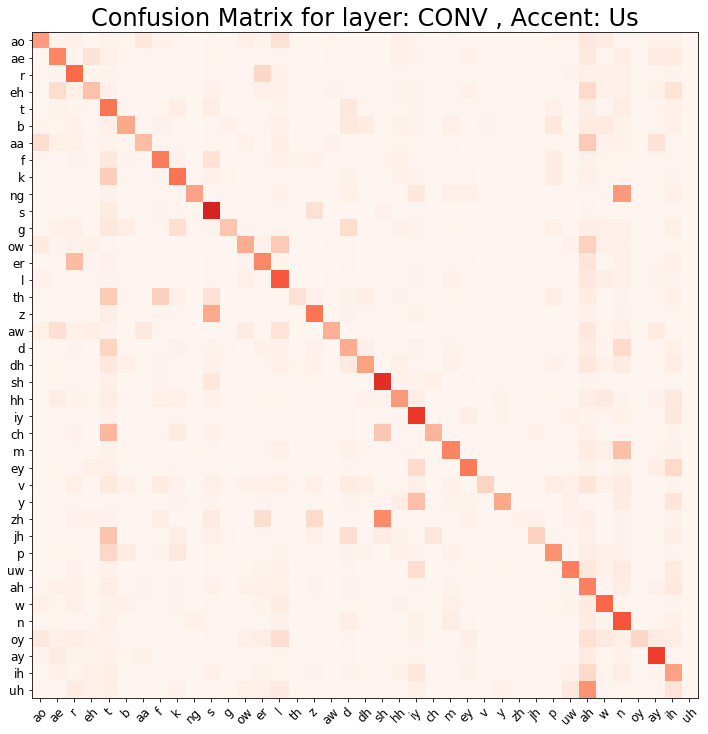 Confusion Matrix for layer: CONV , Accent: Us
ao
ae
r
eh
t
b
aa
f
k
ng
s
g
ow
er
l
th
z
aw
d
dh
sh
hh
iy
ch
m
ey
v
y
zh
jh
p
uw
ah
w
n
oy
ay
ih
uh
ao ae r eh t b aa f k ng s g ow er l th z aw d dh sh hh iy ch m ey v y zh jh p uw ah w n oy ay ih uh